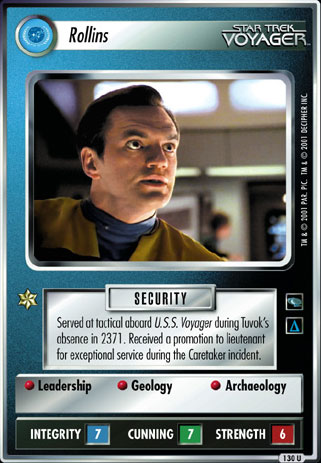 Rollins
STAR TREK
VOYAGER™
TM & © 2001 PAR. PIC. TM & © 2001 DECIPHER INC.
SECURITY
Served at tactical aboard U.S.S. Voyager during Tuvok's
absence in 2371. Received a promotion to lieutenant
for exceptional service during the Caretaker incident.
Leadership Geology Archaeology
INTEGRITY 7 CUNNING 7 STRENGTH 6
130 U